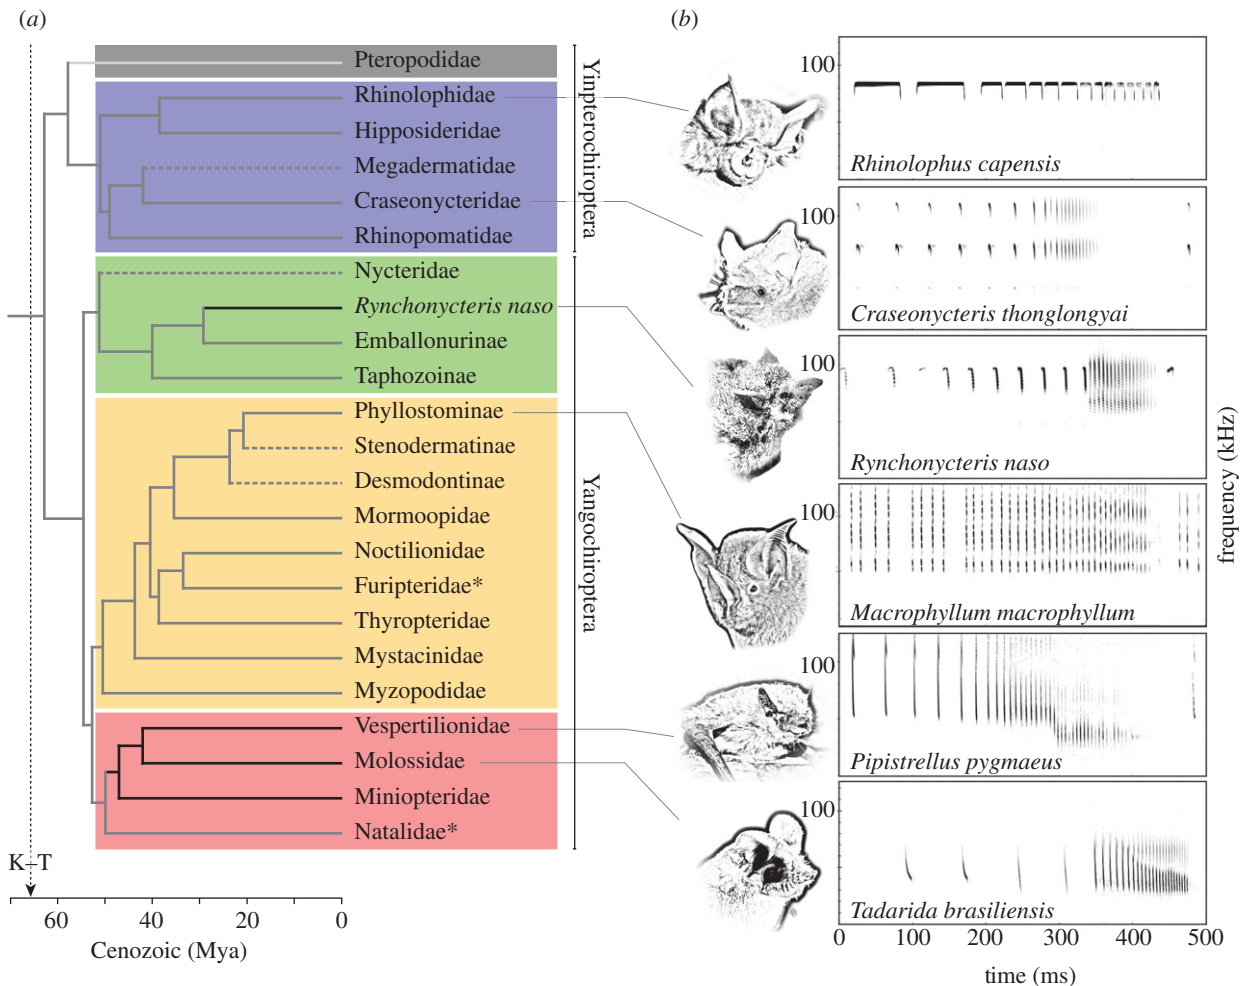 (a)
Pteropodidae
Rhinolophidae
Hipposideridae
Megadermatidae
Craseonycteridae
Rhinopomatidae
Yinpterochiroptera
Nycteridae
Rynchonycteris naso
Emballonurinae
Taphozoinae
Phyllostominae
Stenodermatinae
Desmodontinae
Mormoopidae
Noctilionidae
Furipteridae*
Thyropteridae
Mystacinidae
Myzopodidae
Vespertilionidae
Molossidae
Miniopteridae
Natalidae*
Yangochiroptera
K–T
60 40 20 0
Cenozoic (Mya)
(b)
100
Rhinolophus capensis
100
Craseonycteris thonglongyai
100
Rynchonycteris naso
100
Macrophyllum macrophyllum
100
Pipistrellus pygmaeus
100
Tadarida brasiliensis
frequency (kHz)
0 100 200 300 400 500
time (ms)